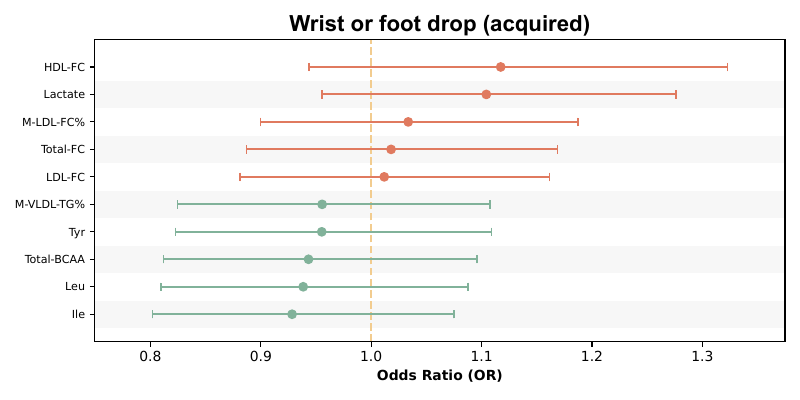 Wrist or foot drop (acquired)
HDL-FC
Lactate
M-LDL-FC%
Total-FC
LDL-FC
M-VLDL-TG%
Tyr
Total-BCAA
Leu
Ile
0.8 0.9 1.0 1.1 1.2 1.3
Odds Ratio (OR)